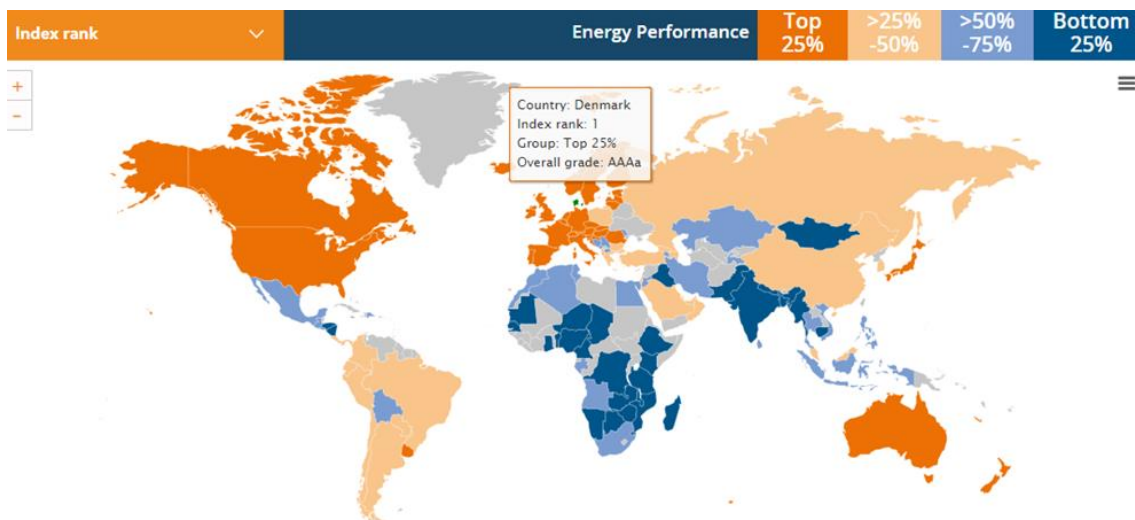 Index rank
Energy Performance
Top
25%
>25%
-50%
>50%
-75%
Bottom
25%
+
-
Country: Denmark
Index rank: 1
Group: Top 25%
Overall grade: AAAa